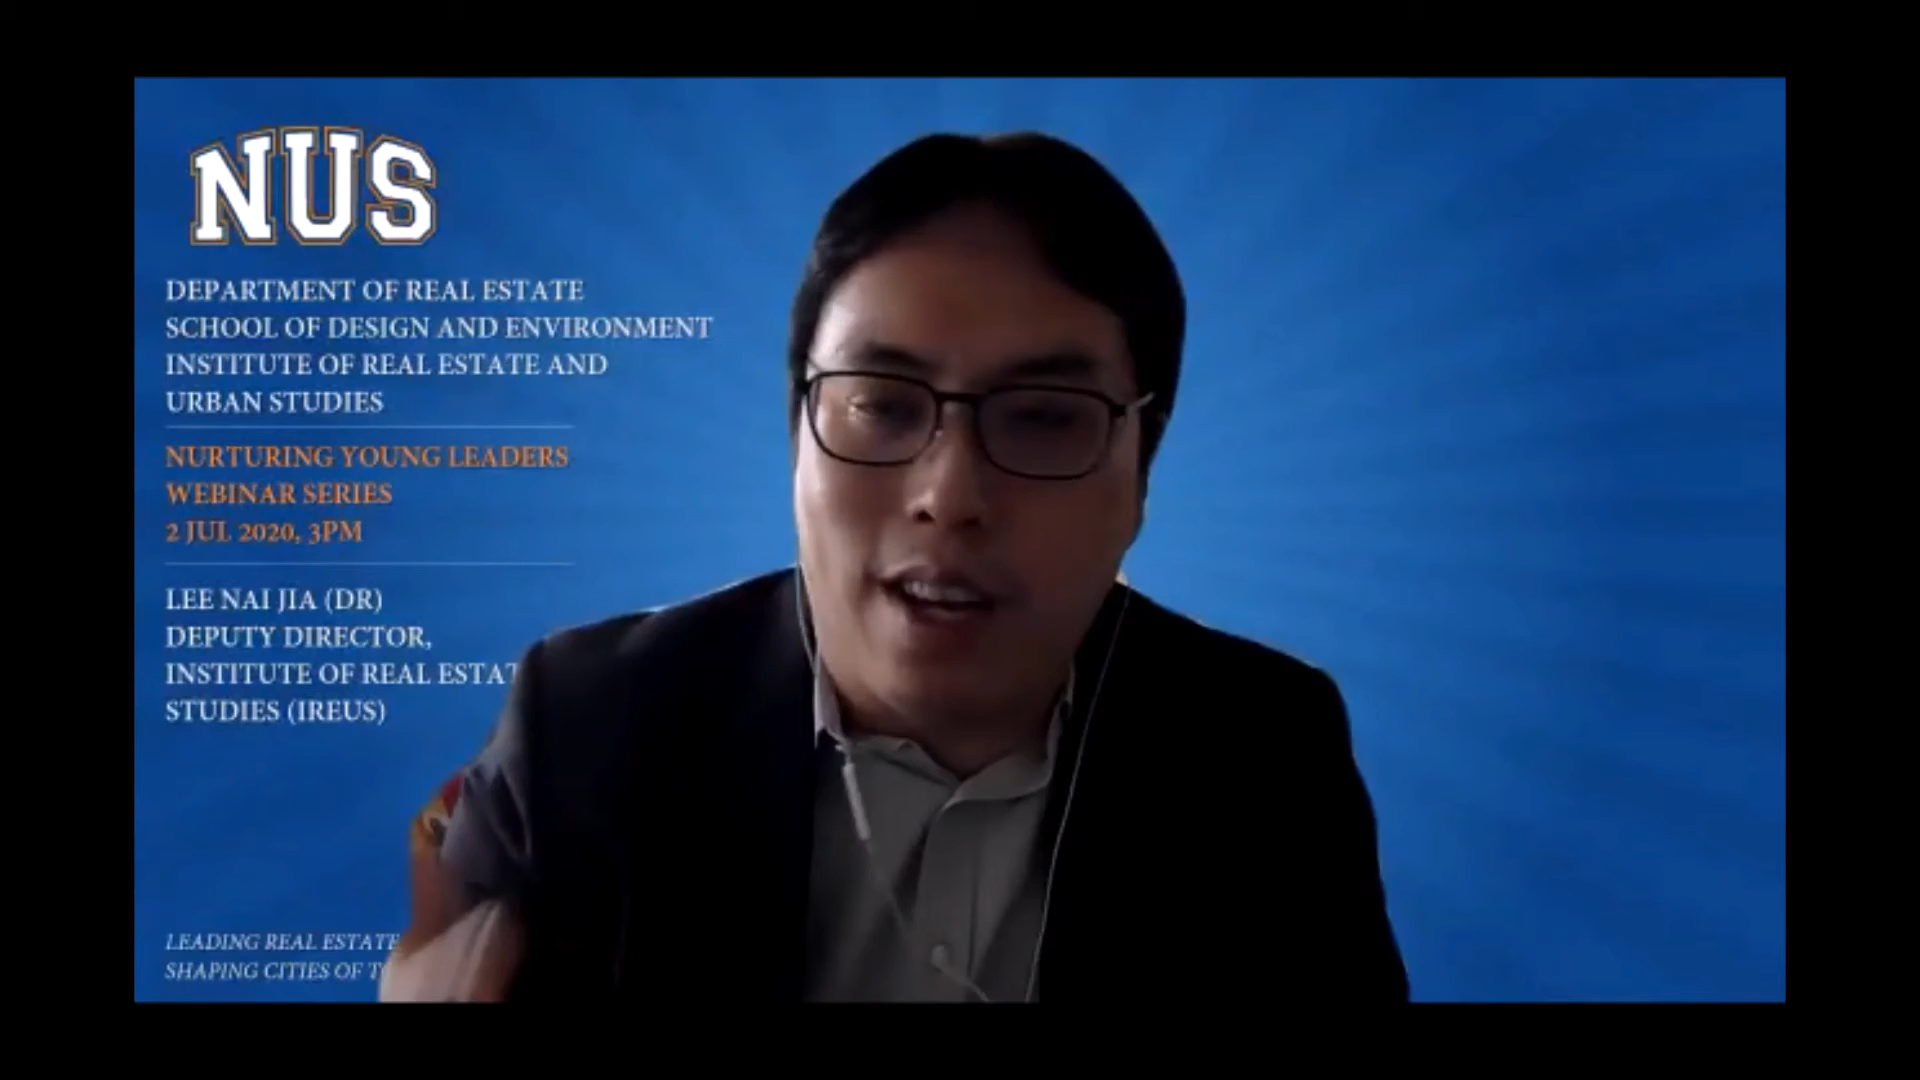 NUS
DEPARTMENT OF REAL ESTATE
SCHOOL OF DESIGN AND ENVIRONMENT
INSTITUTE OF REAL ESTATE AND
URBAN STUDIES
NURTURING YOUNG LEADERS
WEBINAR SERIES
2 JUL 2020, 3PM
LEE NAI JIA (DR)
DEPUTY DIRECTOR,
INSTITUTE OF REAL ESTAT
STUDIES (IREUS)
LEADING REAL ESTATE
SHAPING CITIES OF T